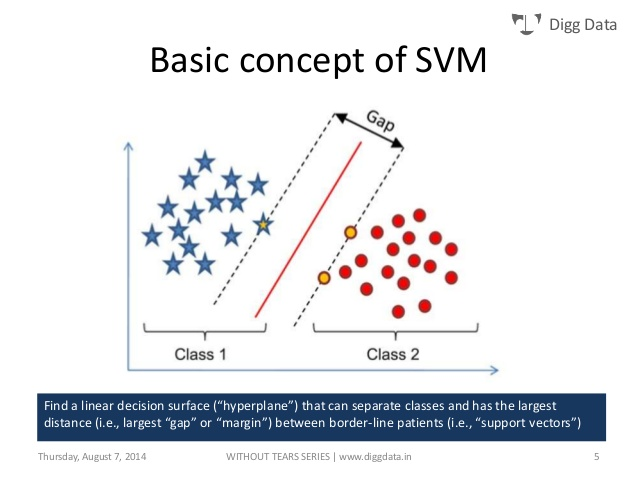 Digg Data
Basic concept of SVM
Gap
Class 1
Class 2
Find a linear decision surface (“hyperplane”) that can separate classes and has the largest
distance (i.e., largest “gap” or “margin”) between border-line patients (i.e., “support vectors”)
Thursday, August 7, 2014
WITHOUT TEARS SERIES | www.diggdata.in
5